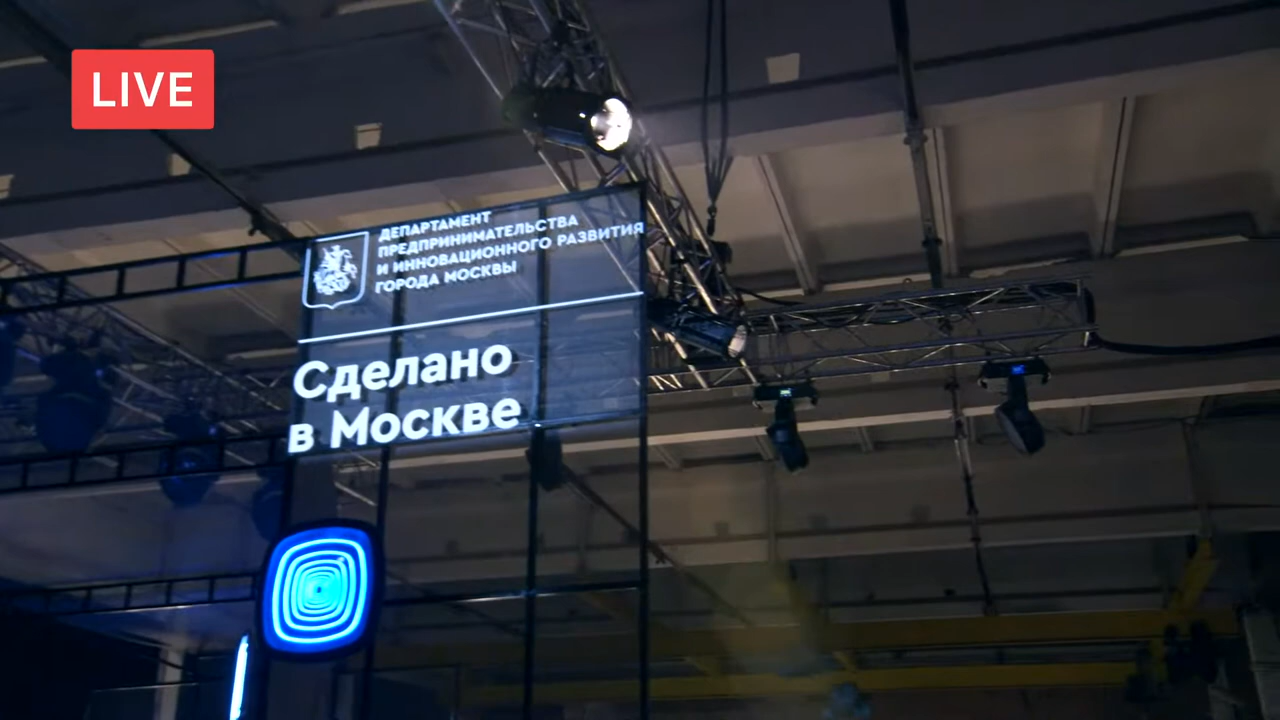 LIVE
ДЕПАРТАМЕНТ
ПРЕДПРИНИМАТЕЛЬСТВА
И ИННОВАЦИОННОГО РАЗВИТИЯ
ГОРОДА МОСКВЫ
Сделано
в Москве